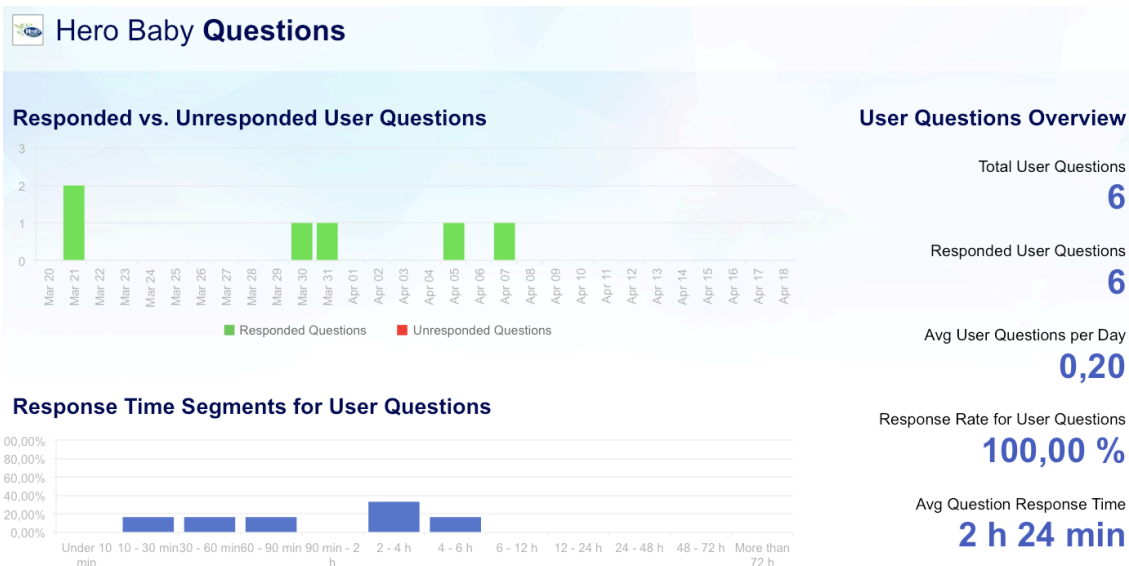 Hero Baby Questions
Responded vs. Unresponded User Questions
3
2
1
0
Mar 20 Mar 21 Mar 22 Mar 23 Mar 24 Mar 25 Mar 26 Mar 27 Mar 28 Mar 29 Mar 30 Mar 31 Apr 01 Apr 02 Apr 03 Apr 04 Apr 05 Apr 06 Apr 07 Apr 08 Apr 09 Apr 10 Apr 11 Apr 12 Apr 13 Apr 14 Apr 15 Apr 16 Apr 17 Apr 18
Responded Questions Unresponded Questions
Response Time Segments for User Questions
00,00%
80,00%
60,00%
40,00%
20,00%
0,00%
Under 10 10 - 30 min 30 - 60 min 60 - 90 min 90 min - 2 2 - 4 h 4 - 6 h 6 - 12 h 12 - 24 h 24 - 48 h 48 - 72 h More than
min h 72 h
User Questions Overview
Total User Questions
6
Responded User Questions
6
Avg User Questions per Day
0,20
Response Rate for User Questions
100,00 %
Avg Question Response Time
2 h 24 min